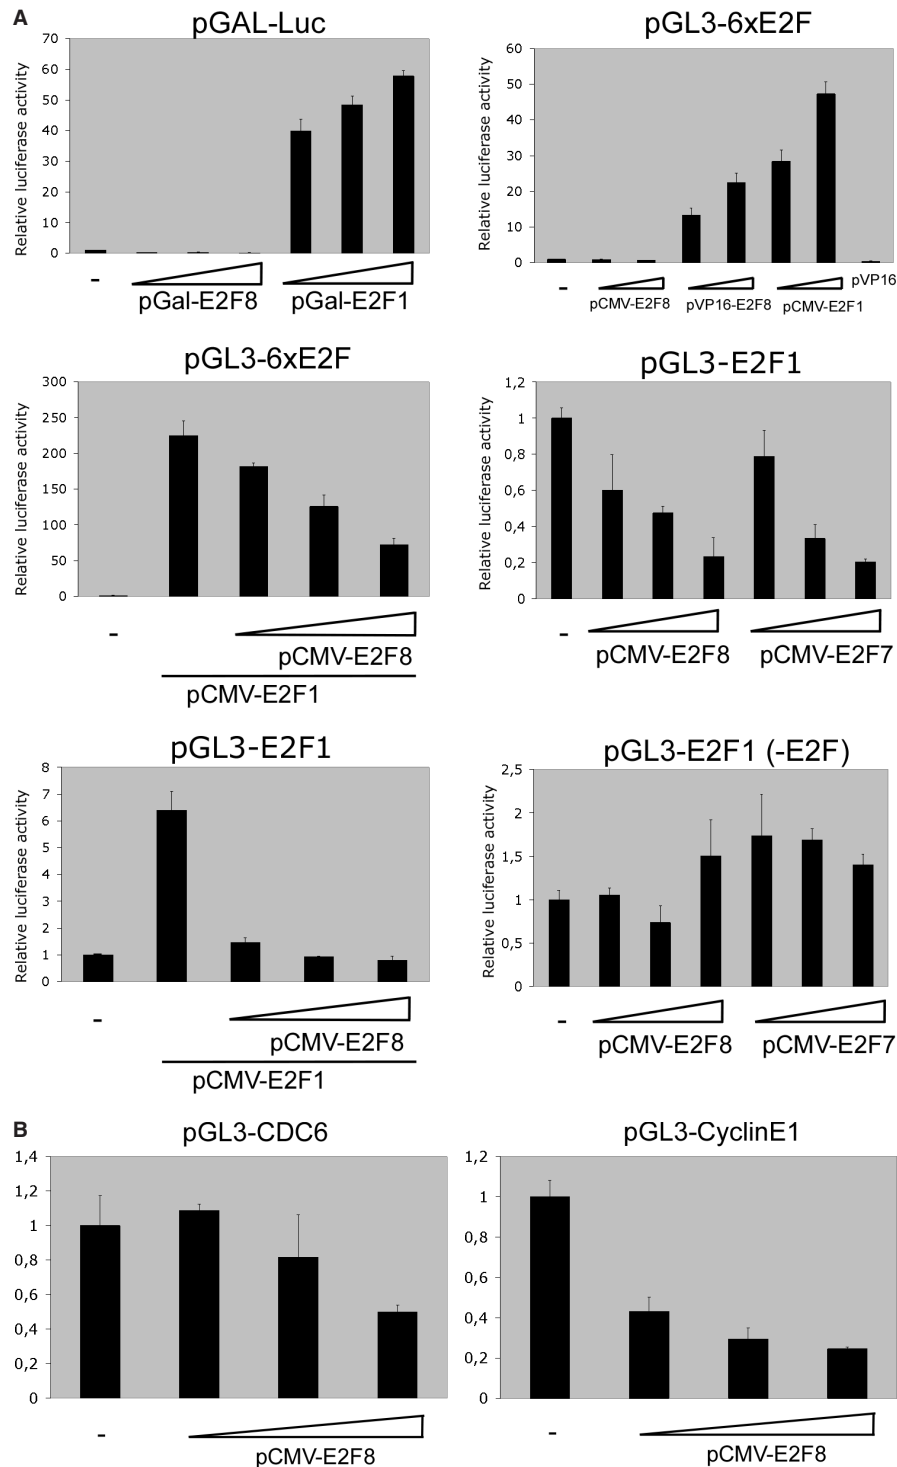 A
pGAL-Luc
Relative luciferase activity
70
60
50
40
30
20
10
0
-
pGal-E2F8
pGal-E2F1
pGL3-6xE2F
Relative luciferase activity
60
50
40
30
20
10
0
-
pCMV-E2F8
pVP16-E2F8
pCMV-E2F1
pVP16
pGL3-6xE2F
Relative luciferase activity
300
250
200
150
100
50
0
-
pCMV-E2F8
pCMV-E2F1
pGL3-E2F1
Relative luciferase activity
1,2
1
0,8
0,6
0,4
0,2
0
-
pCMV-E2F8
pCMV-E2F7
pGL3-E2F1
Relative luciferase activity
8
7
6
5
4
3
2
1
0
-
pCMV-E2F8
pCMV-E2F1
pGL3-E2F1 (-E2F)
Relative luciferase activity
2,5
2
1,5
1
0,5
0
-
pCMV-E2F8
pCMV-E2F7
B
pGL3-CDC6
1,4
1,2
1
0,8
0,6
0,4
0,2
0
-
pCMV-E2F8
pGL3-CyclinE1
1,2
1
0,8
0,6
0,4
0,2
0
-
pCMV-E2F8